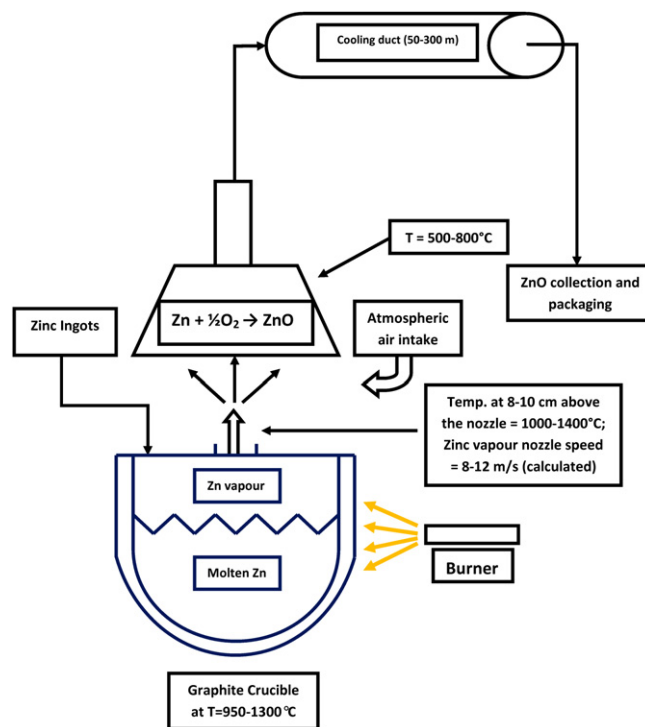 Cooling duct (50-300 m)
T = 500-800°C
ZnO collection and
packaging
Zn + ½O₂ → ZnO
Zinc Ingots
Atmospheric
air intake
Temp. at 8-10 cm above
the nozzle = 1000-1400°C;
Zinc vapour nozzle speed
= 8-12 m/s (calculated)
Zn vapour
Molten Zn
Burner
Graphite Crucible
at T=950-1300°C